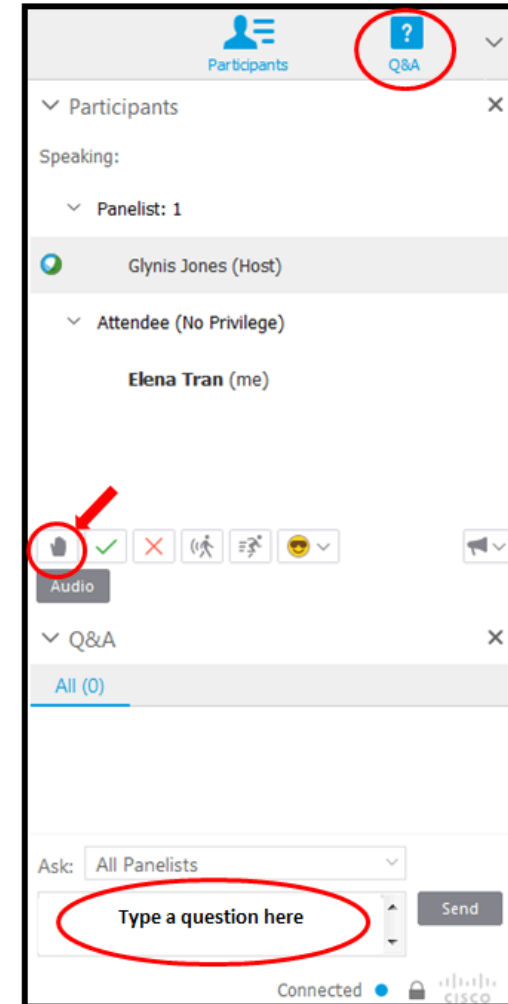 ?
Participants Q&A
Participants
Speaking:
Panelist: 1
Glynis Jones (Host)
Attendee (No Privilege)
Elena Tran (me)
Audio
Q&A
All (0)
Ask: All Panelists
Type a question here
Send
Connected
CISCO